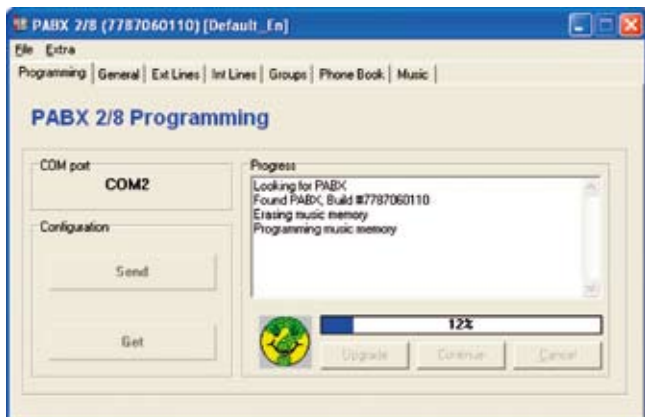 PABX 2/8 (7787060110) [Default_En]
File Extra
Programming General Ext Lines Int Lines Groups Phone Book Music
PABX 2/8 Programming
COM port
COM2
Configuration
Send
Get
Progress
Looking for PABX
Found PABX, Build #7787060110
Erasing music memory
Programming music memory
12%
Upgrade Continue Cancel